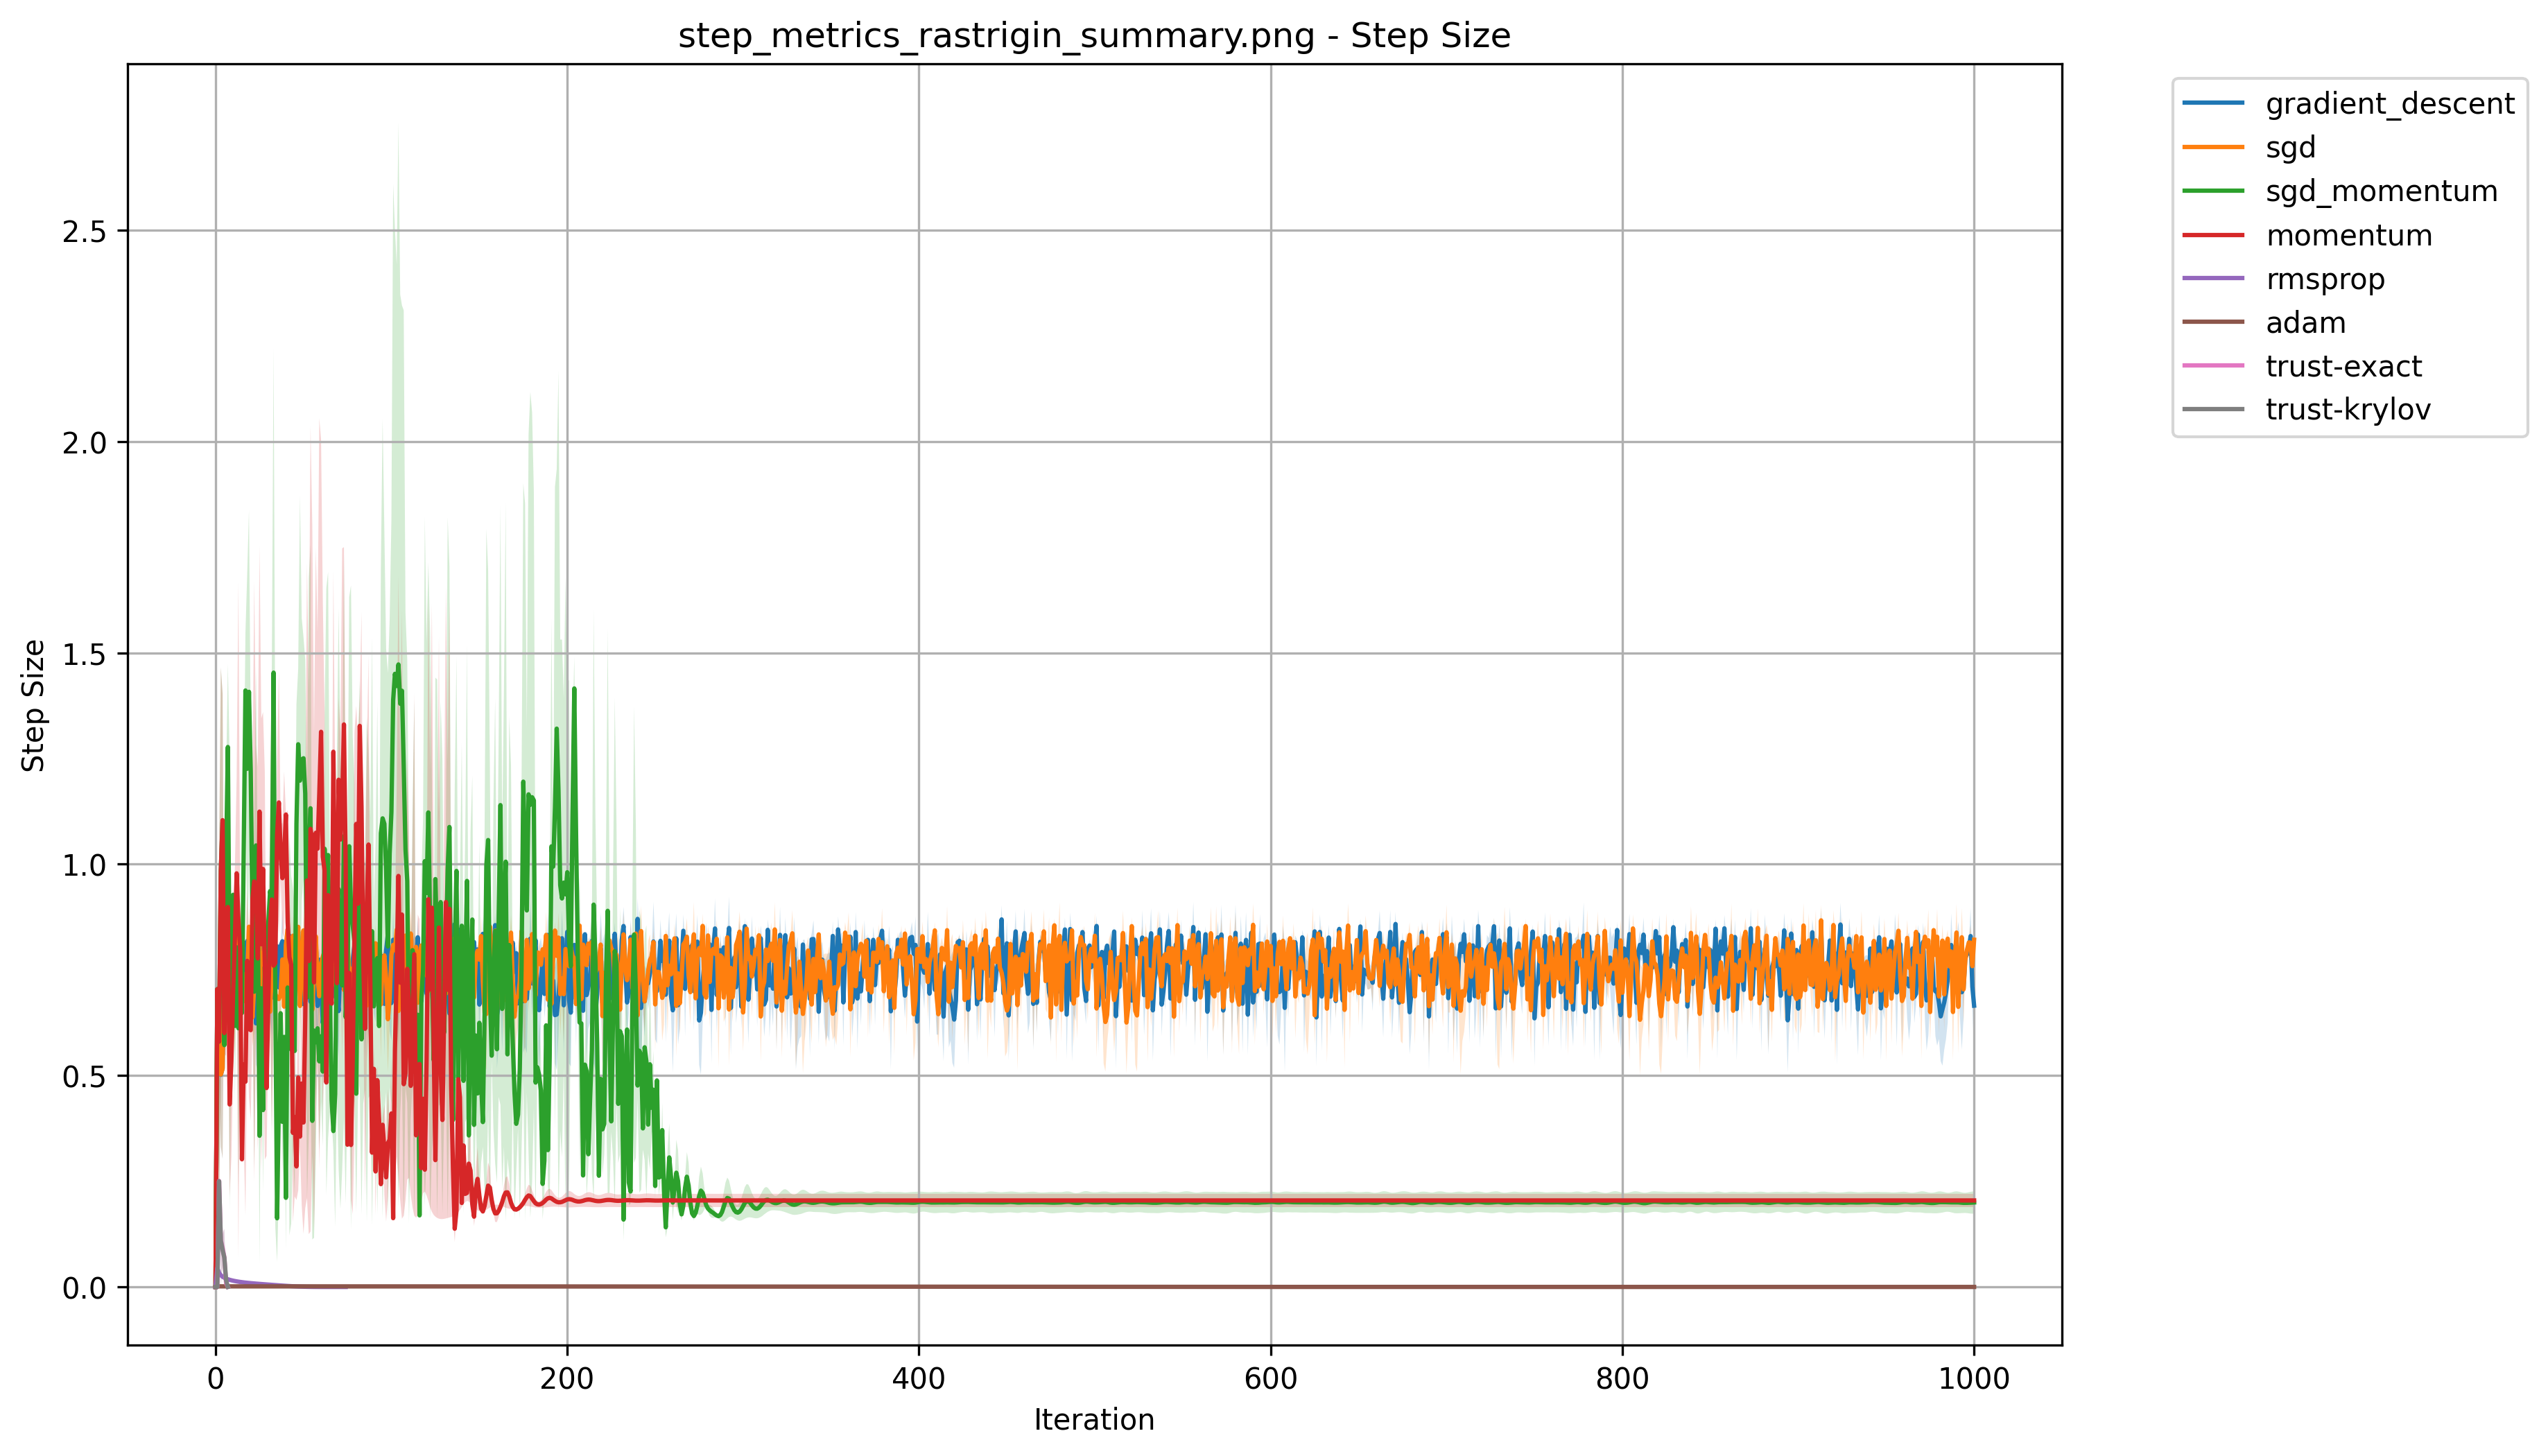 step_metrics_rastrigin_summary.png - Step Size
gradient_descent
sgd
sgd_momentum
momentum
rmsprop
adam
trust-exact
trust-krylov
Step Size
2.5
2.0
1.5
1.0
0.5
0.0
0 200 400 600 800 1000
Iteration